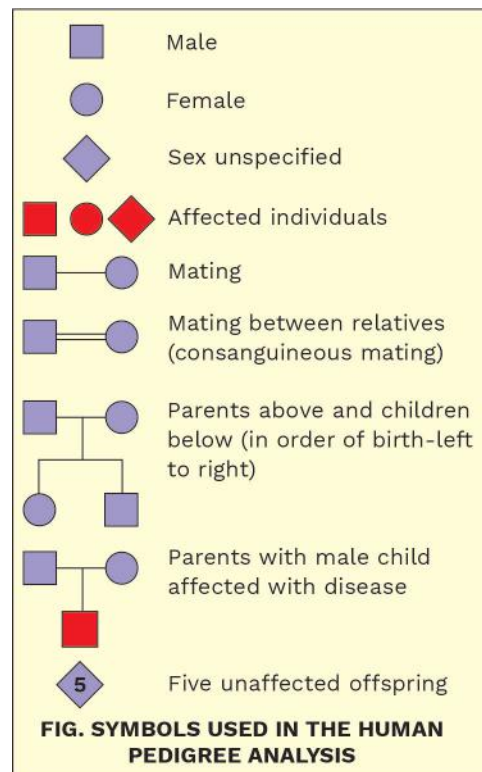 Male
Female
Sex unspecified
Affected individuals
Mating
Mating between relatives
(consanguineous mating)
Parents above and children
below (in order of birth-left
to right)
Parents with male child
affected with disease
5 Five unaffected offspring
FIG. SYMBOLS USED IN THE HUMAN
PEDIGREE ANALYSIS